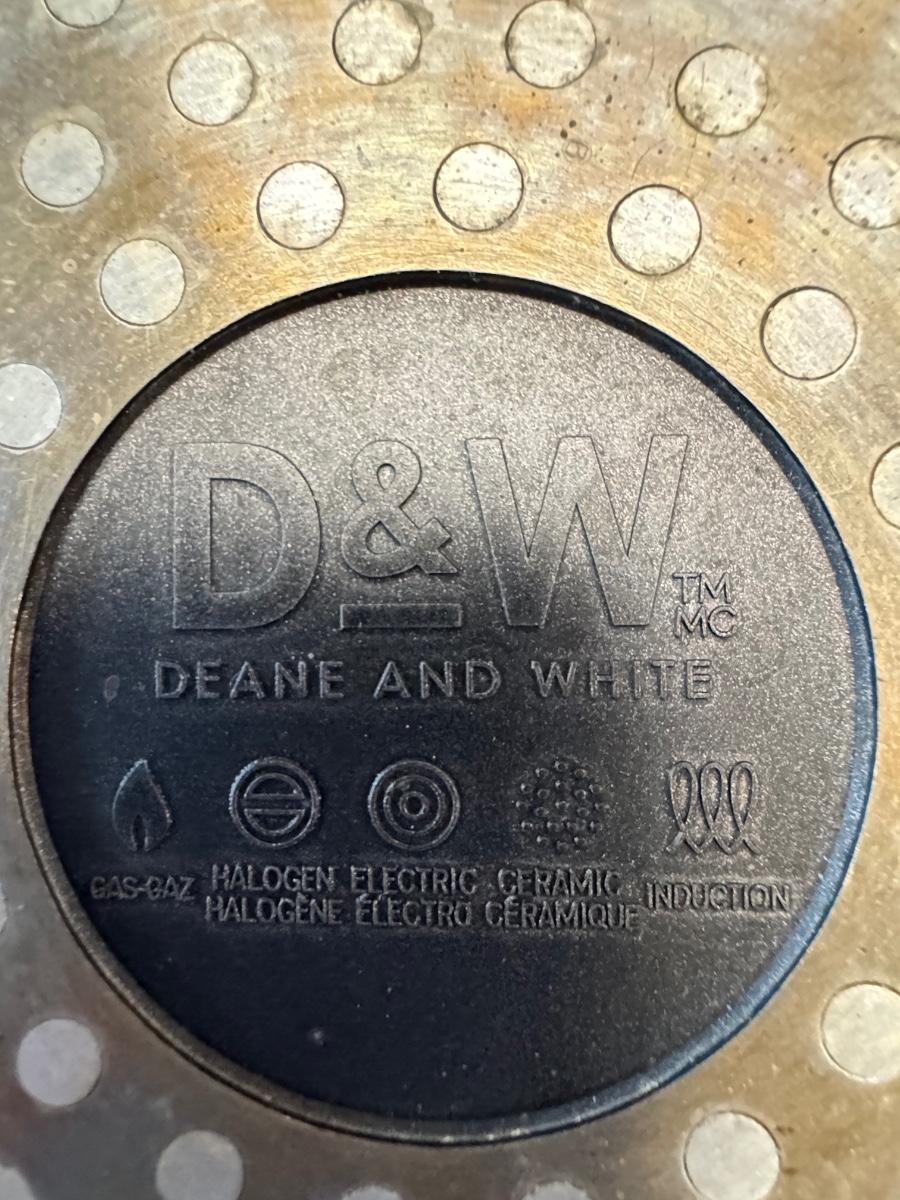 D&W
TM
MC
DEANE AND WHITE
GAS-GAZ
HALOGEN ELECTRIC CERAMIC INDUCTION
HALOGÈNE ÉLECTRO CÉRAMIQUE